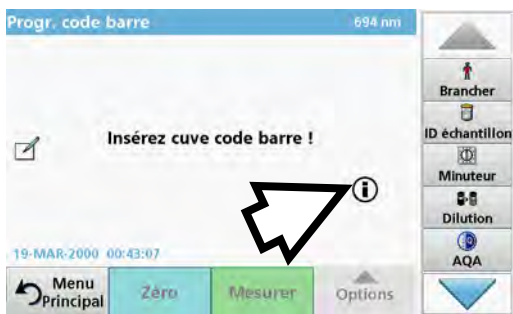 Progr. code barre 694 nm
Brancher
ID échantillon
Insérez cuve code barre !
Minuteur
i
Dilution
19-MAR-2000 00:43:07
AQA
Menu
Principal
Zéro
Mesurer
Options